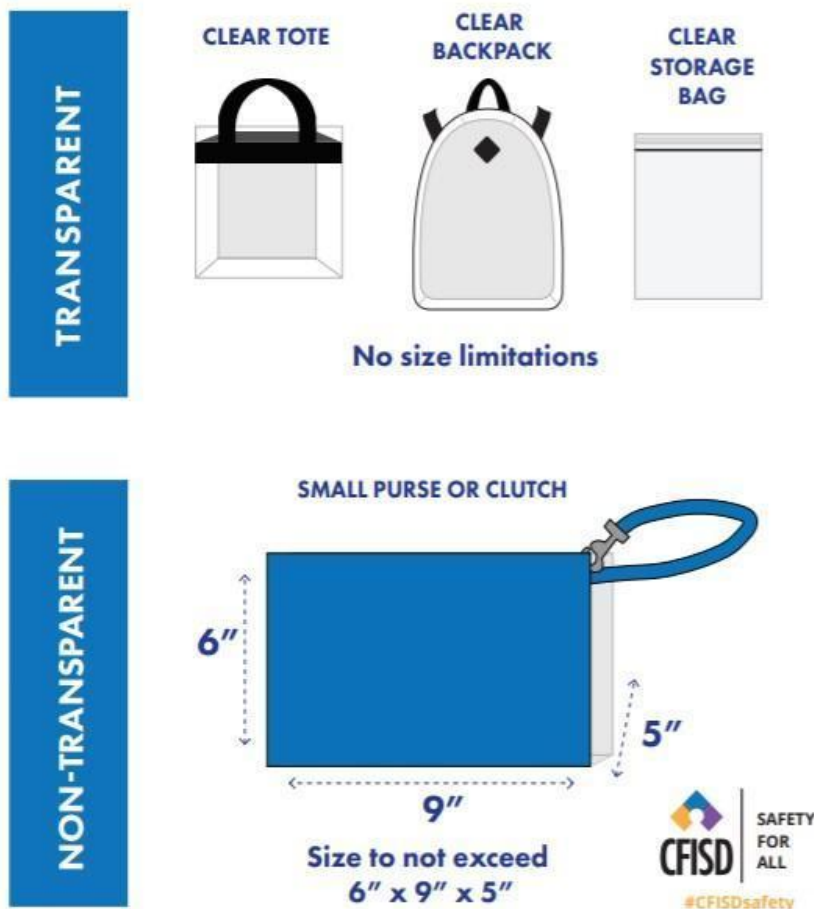 TRANSPARENT
CLEAR TOTE
CLEAR
BACKPACK
CLEAR
STORAGE
BAG
No size limitations
NON-TRANSPARENT
SMALL PURSE OR CLUTCH
6”
5”
9”
Size to not exceed
6” x 9” x 5”
CFISD
SAFETY
FOR
ALL
#CFISDsafety